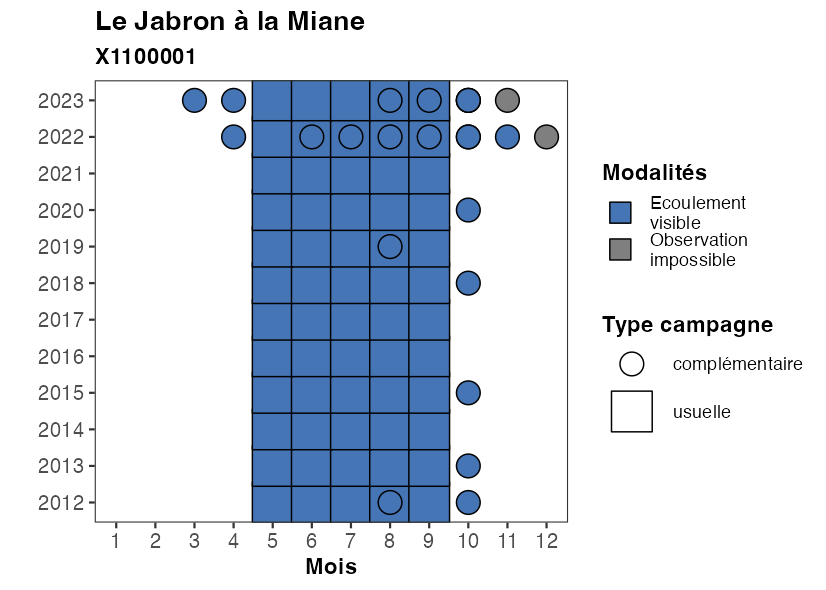 Le Jabron à la Miane
X1100001
2023
2022
2021
2020
2019
2018
2017
2016
2015
2014
2013
2012
1 2 3 4 5 6 7 8 9 10 11 12
Mois
Modalités
Ecoulement
visible
Observation
impossible
Type campagne
complémentaire
usuelle